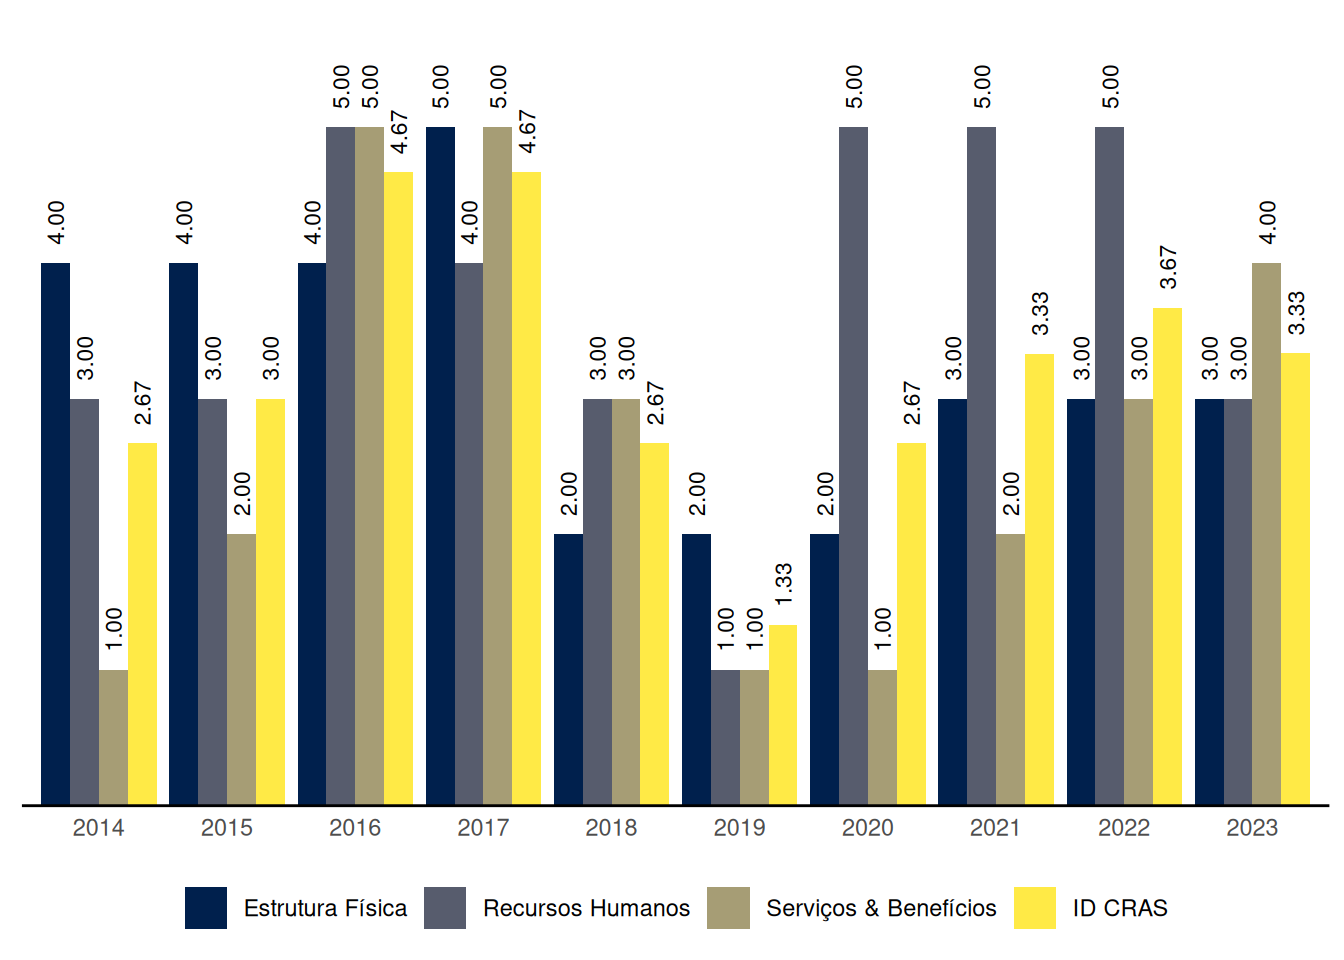 5.00 5.00 5.00 5.00 5.00 5.00 5.00
4.67 4.67
4.00 4.00 4.00 4.00 4.00
3.67
3.33 3.33
3.00 3.00 3.00 3.00 3.00 3.00 3.00 3.00 3.00 3.00
2.67 2.67 2.67
2.00 2.00 2.00 2.00 2.00
1.33
1.00 1.00 1.00 1.00
2014 2015 2016 2017 2018 2019 2020 2021 2022 2023
Estrutura Física Recursos Humanos Serviços & Benefícios ID CRAS